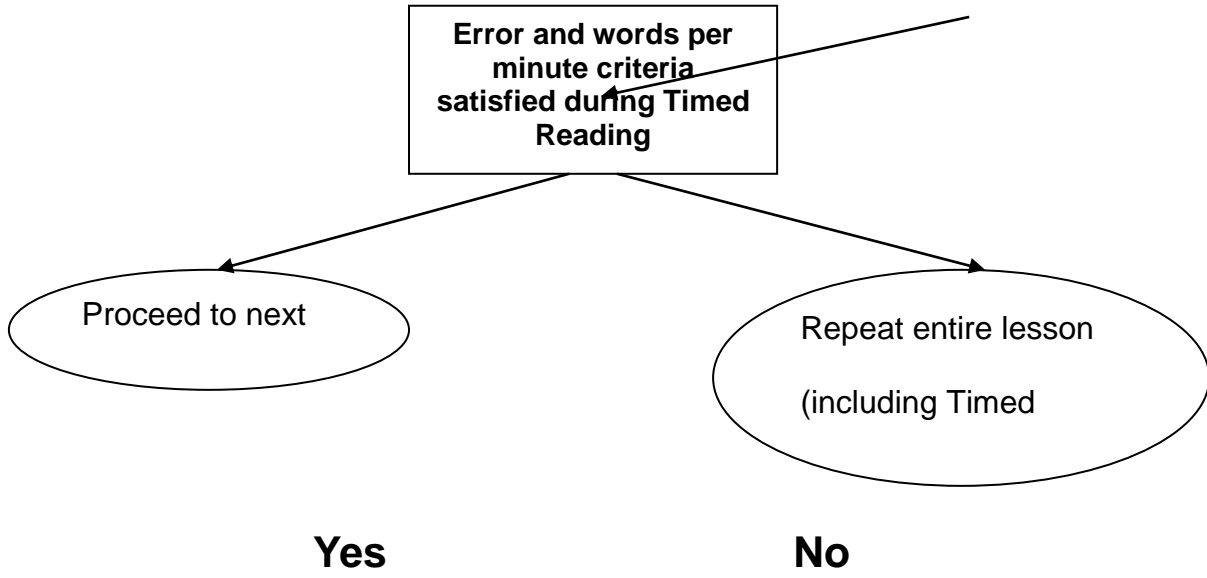 Error and words per
minute criteria
satisfied during Timed
Reading
Proceed to next
Repeat entire lesson
(including Timed
Yes
No